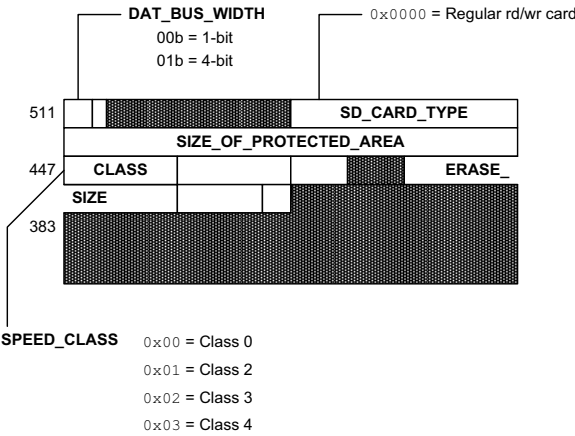 DAT_BUS_WIDTH
00b = 1-bit
01b = 4-bit
0x0000 = Regular rd/wr card
511
SD_CARD_TYPE
SIZE_OF_PROTECTED_AREA
447 CLASS ERASE_
SIZE
383
SPEED_CLASS 0x00 = Class 0
0x01 = Class 2
0x02 = Class 3
0x03 = Class 4